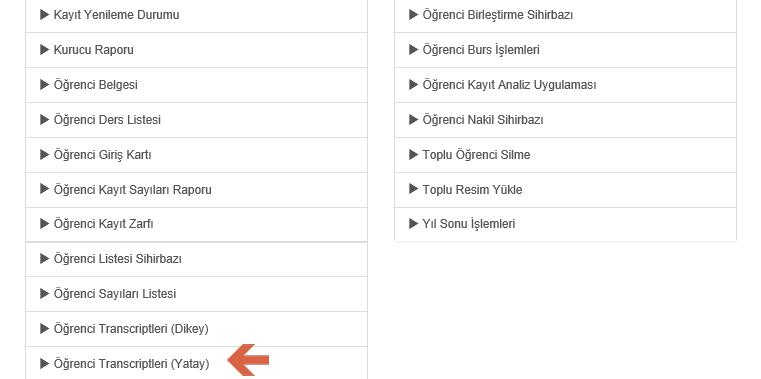 Kayıt Yenileme Durumu
Kurucu Raporu
Öğrenci Belgesi
Öğrenci Ders Listesi
Öğrenci Giriş Kartı
Öğrenci Kayıt Sayıları Raporu
Öğrenci Kayıt Zarfı
Öğrenci Listesi Sihirbazı
Öğrenci Sayıları Listesi
Öğrenci Transcriptleri (Dikey)
Öğrenci Transcriptleri (Yatay)
Öğrenci Birleştirme Sihirbazı
Öğrenci Burs İşlemleri
Öğrenci Kayıt Analiz Uygulaması
Öğrenci Nakil Sihirbazı
Toplu Öğrenci Silme
Toplu Resim Yükle
Yıl Sonu İşlemleri